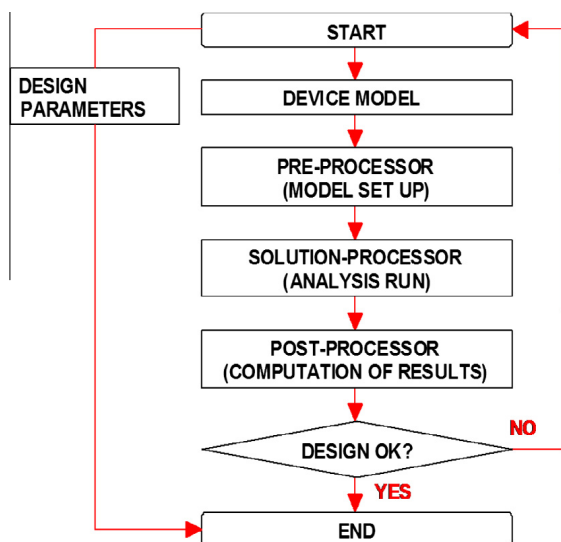 START
DESIGN
PARAMETERS
DEVICE MODEL
PRE-PROCESSOR
(MODEL SET UP)
SOLUTION-PROCESSOR
(ANALYSIS RUN)
POST-PROCESSOR
(COMPUTATION OF RESULTS)
NO
DESIGN OK?
YES
END